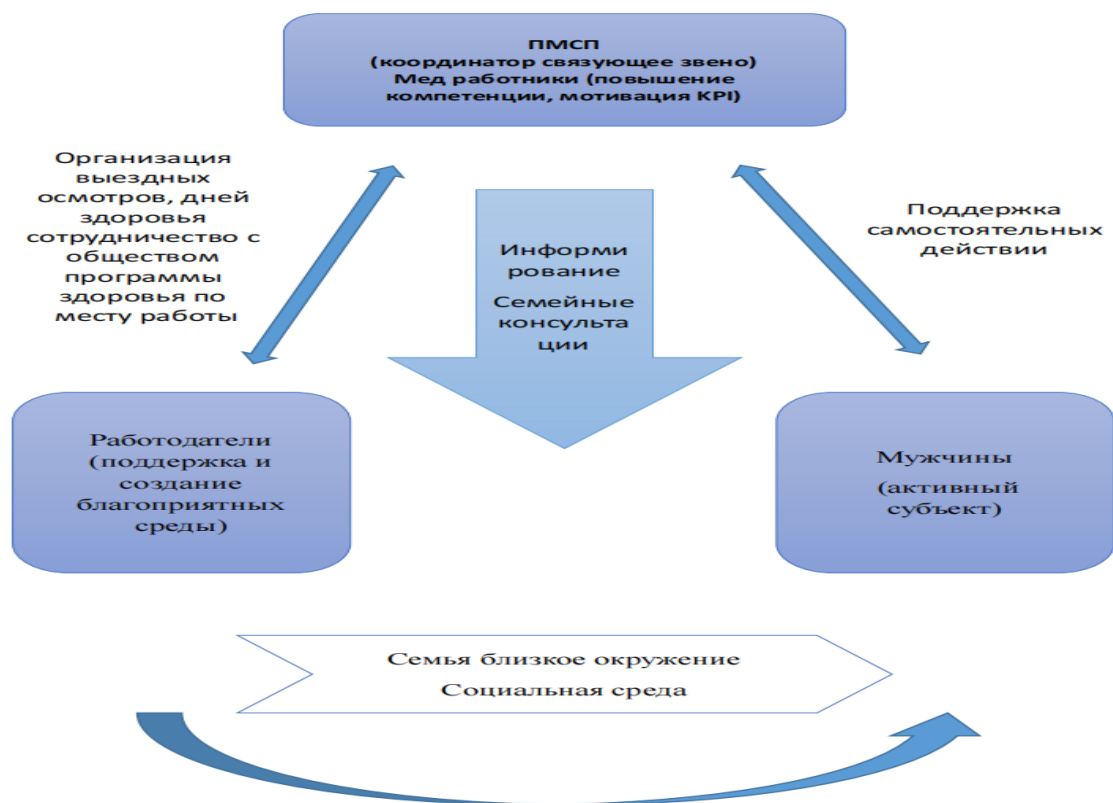 ПМСП
(координатор связующее звено)
Мед работники (повышение
компетенции, мотивация KPI)
Организация
выездных
осмотров, дней
здоровья
сотрудничество с
обществом
программы
здоровья по
месту работы
Информи
рование
Семейные
консульта
ции
Поддержка
самостоятельных
действии
Работодатели
(поддержка и
создание
благоприятных
среды)
Мужчины
(активный
субъект)
Семья близкое окружение
Социальная среда